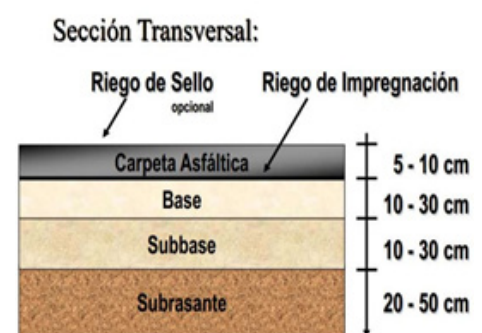 Sección Transversal:
Riego de Sello
opcional
Riego de Impregnación
Carpeta Asfáltica
5 - 10 cm
Base
10 - 30 cm
Subbase
10 - 30 cm
Subrasante
20 - 50 cm